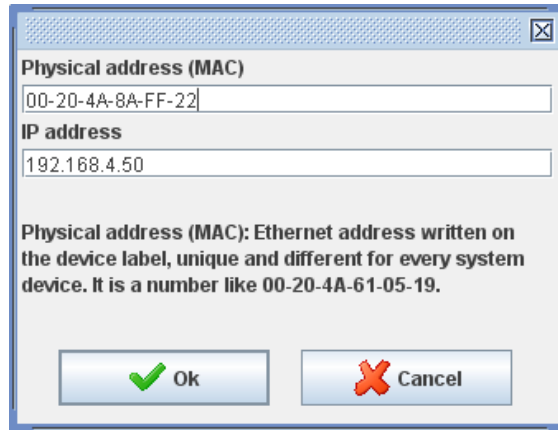 Physical address (MAC)
00-20-4A-8A-FF-22
IP address
192.168.4.50
Physical address (MAC): Ethernet address written on
the device label, unique and different for every system
device. It is a number like 00-20-4A-61-05-19.
Ok
Cancel